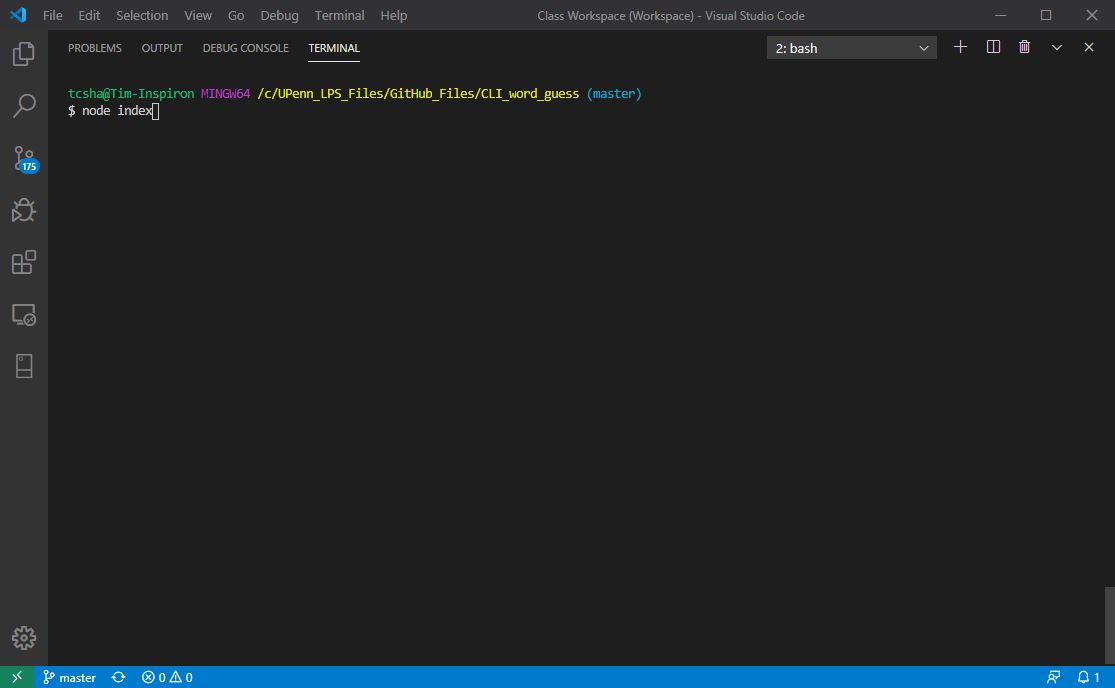 File Edit Selection View Go Debug Terminal Help Class Workspace (Workspace) - Visual Studio Code
PROBLEMS OUTPUT DEBUG CONSOLE TERMINAL 2: bash
tcsha@Tim-Inspiron MINGW64 /c/UPenn_LPS_Files/GitHub_Files/CLI_word_guess (master)
$ node index
175
master 0 0 1